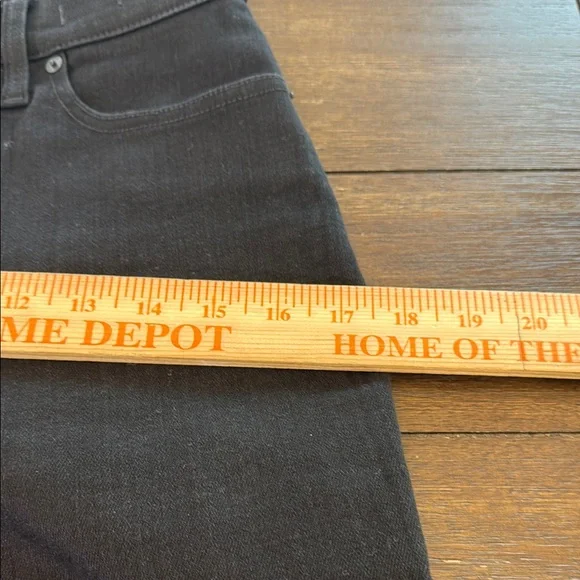 12 13 14 15 16 17 18 19 20
ME DEPOT HOME OF THE